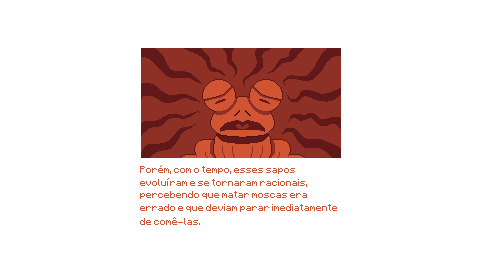 Porém, com o tempo, esses sapos
evoluíram e se tornaram racionais,
percebendo que matar moscas era
errado e que deviam parar imediatamente
de comê-las.